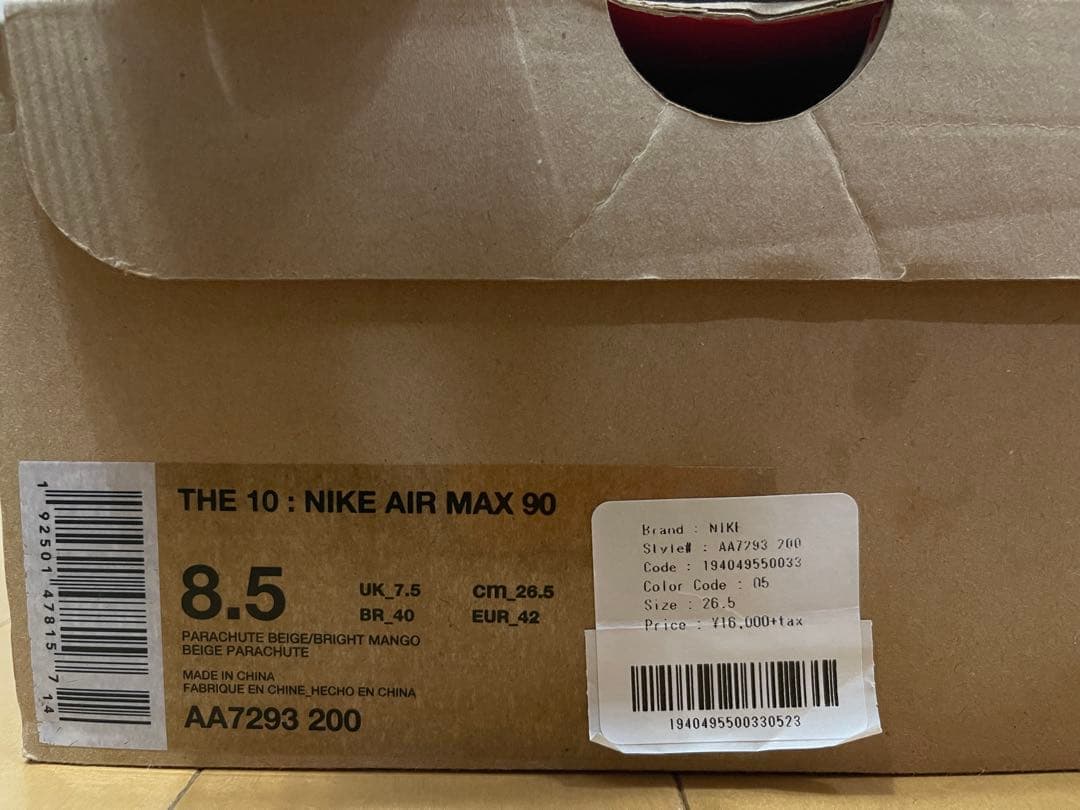 THE 10 : NIKE AIR MAX 90
8.5
UK_7.5 cm_26.5
BR_40 EUR_42
PARACHUTE BEIGE/BRIGHT MANGO
BEIGE PARACHUTE
MADE IN CHINA
FABRIQUE EN CHINE_HECHO EN CHINA
AA7293 200
1 92501 47815 7 14
Brand : NIKE
Style# : AA7293 200
Code : 194049550033
Color Code : 05
Size : 26.5
Price : ¥16,000+tax
1940495500330523